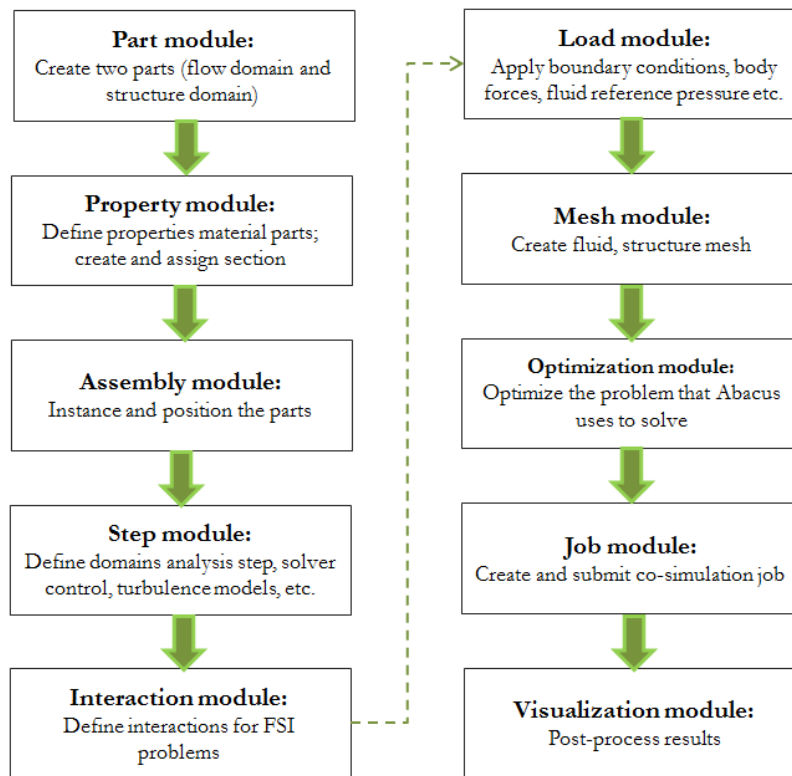 Part module:
Create two parts (flow domain and
structure domain)
Property module:
Define properties material parts;
create and assign section
Assembly module:
Instance and position the parts
Step module:
Define domains analysis step, solver
control, turbulence models, etc.
Interaction module:
Define interactions for FSI
problems
Load module:
Apply boundary conditions, body
forces, fluid reference pressure etc.
Mesh module:
Create fluid, structure mesh
Optimization module:
Optimize the problem that Abacus
uses to solve
Job module:
Create and submit co-simulation job
Visualization module:
Post-process results